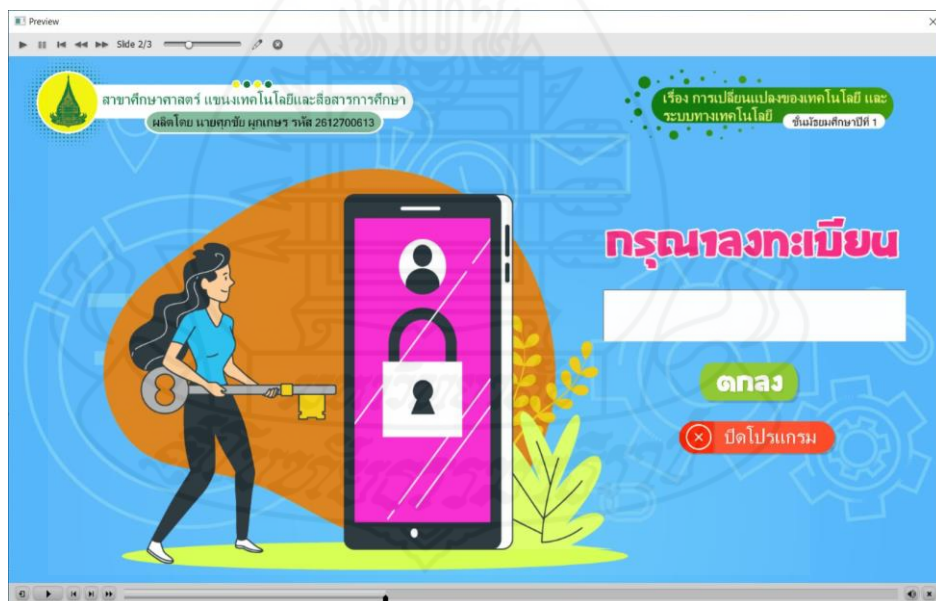 Preview
Slide 2/3
สาขาศึกษาศาสตร์ แขนงเทคโนโลยีและสื่อสารการศึกษา
ผลิตโดย นายศุภชัย ผุกเกษร รหัส 2612700613
เรื่อง การเปลี่ยนแปลงของเทคโนโลยี และ
ระบบทางเทคโนโลยี ชั้นมัธยมศึกษาปีที่ 1
กรุณาลงทะเบียน
ตกลง
ปิดโปรแกรม